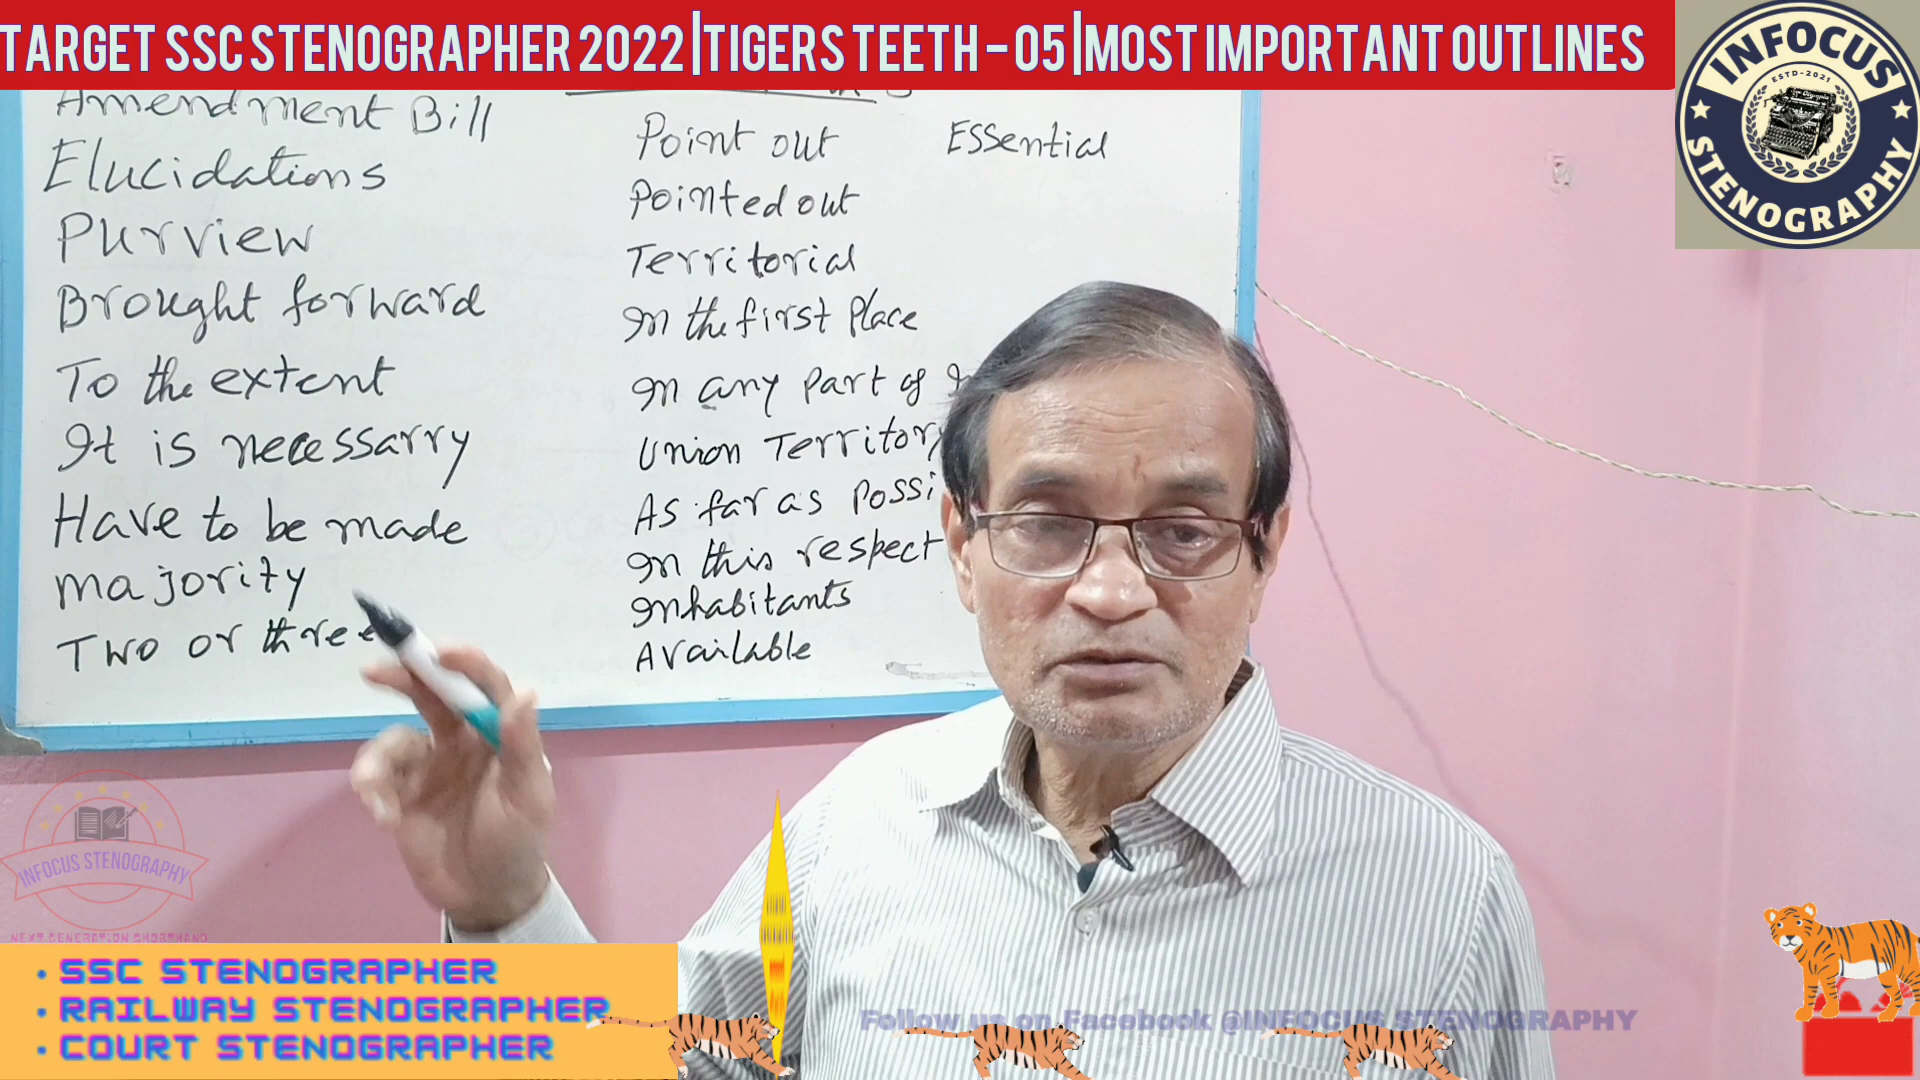 TARGET SSC STENOGRAPHER 2022 | TIGERS TEETH - 05 | MOST IMPORTANT OUTLINES
INFOCUS
ESTD-2021
STENOGRAPHY
Amendment Bill
Elucidations
Purview
Brought forward
To the extent
It is necessarry
Have to be made
majority
Two or three
Point out
Pointed out
Territorial
In the first Place
In any part of
Union Territory
As far as Possi
In this respect
Inhabitants
Available
Essential
INFOCUS STENOGRAPHY
NEXT GENERATION SHORTHAND
• SSC STENOGRAPHER
• RAILWAY STENOGRAPHER
• COURT STENOGRAPHER
Follow us on Facebook @INFOCUS STENOGRAPHY